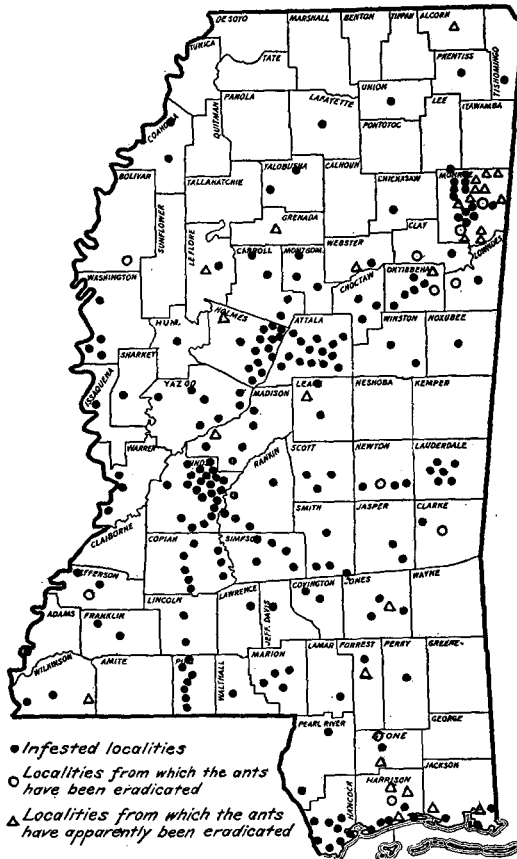 DE SOTO
MARSHALL
BENTON
TIPPAH
ALCORN
TUNICA
TATE
PRENTISS
TISHOMINGO
PANOLA
LAFAYETTE
UNION
LEE
ITAWAMBA
COAHOMA
QUITMAN
PONTOTOC
BOLIVAR
TALLAHATCHIE
YALOBUSHA
CALHOUN
CHICKASAW
MONROE
SUNFLOWER
GRENADA
CLAY
LEFLORE
CARROLL
MONTGOM.
WEBSTER
LOWNDES
WASHINGTON
CHOCTAW
OKTIBBEHA
HUM.
HOLMES
ATTALA
WINSTON
NOXUBEE
SHARKEY
ISSAQUENA
YAZOO
MADISON
LEAKE
NESHOBA
KEMPER
WARREN
HINDS
RANKIN
SCOTT
NEWTON
LAUDERDALE
CLAIBORNE
COPIAH
SIMPSON
SMITH
JASPER
CLARKE
JEFFERSON
LINCOLN
LAWRENCE
JEFF. DAVIS
COVINGTON
JONES
WAYNE
ADAMS
FRANKLIN
WILKINSON
AMITE
PIKE
WALTHALL
MARION
LAMAR
FORREST
PERRY
GREENE
PEARL RIVER
STONE
GEORGE
HANCOCK
HARRISON
JACKSON
● Infested localities
○ Localities from which the ants
have been eradicated
△ Localities from which the ants
have apparently been eradicated